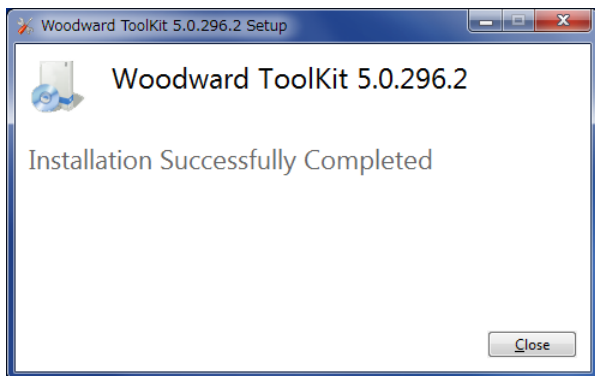 Woodward ToolKit 5.0.296.2 Setup
Woodward ToolKit 5.0.296.2
Installation Successfully Completed
Close